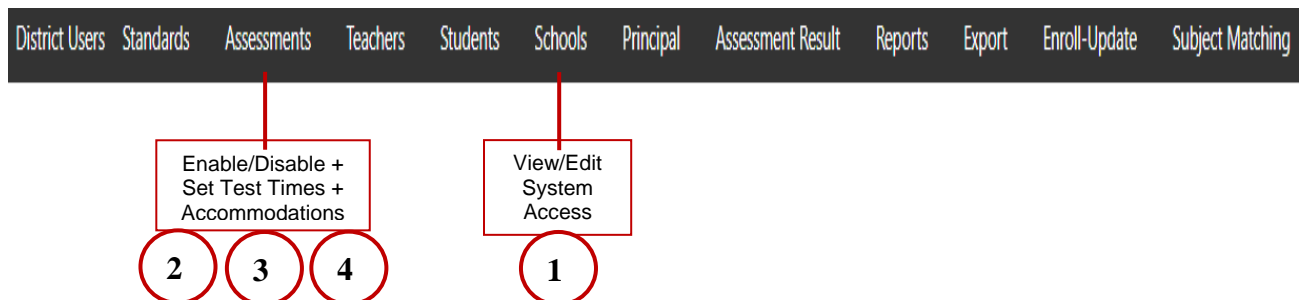 District Users Standards Assessments Teachers Students Schools Principal Assessment Result Reports Export Enroll-Update Subject Matching
Enable/Disable +
Set Test Times +
Accommodations
View/Edit
System
Access
2 3 4 1